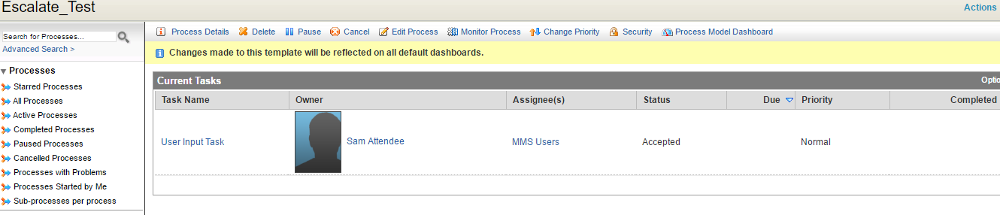 Escalate_Test
Actions
Search for Processes...
Advanced Search >
Processes
Starred Processes
All Processes
Active Processes
Completed Processes
Paused Processes
Cancelled Processes
Processes with Problems
Processes Started by Me
Sub-processes per process
Process Details Delete Pause Cancel Edit Process Monitor Process Change Priority Security Process Model Dashboard
Changes made to this template will be reflected on all default dashboards.
Current Tasks Optio
Task Name Owner Assignee(s) Status Due Priority Completed
User Input Task Sam Attendee MMS Users Accepted Normal